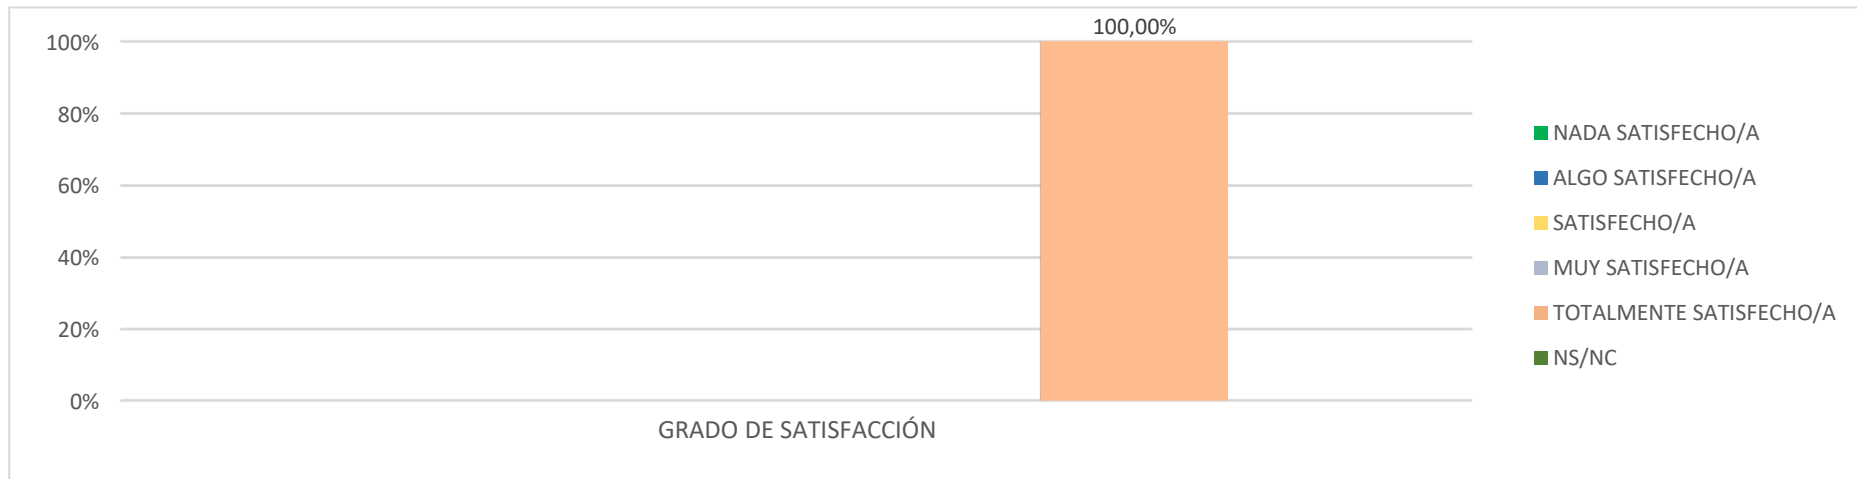 100,00%
100%
80%
60%
40%
20%
0%
GRADO DE SATISFACCIÓN
NADA SATISFECHO/A
ALGO SATISFECHO/A
SATISFECHO/A
MUY SATISFECHO/A
TOTALMENTE SATISFECHO/A
NS/NC